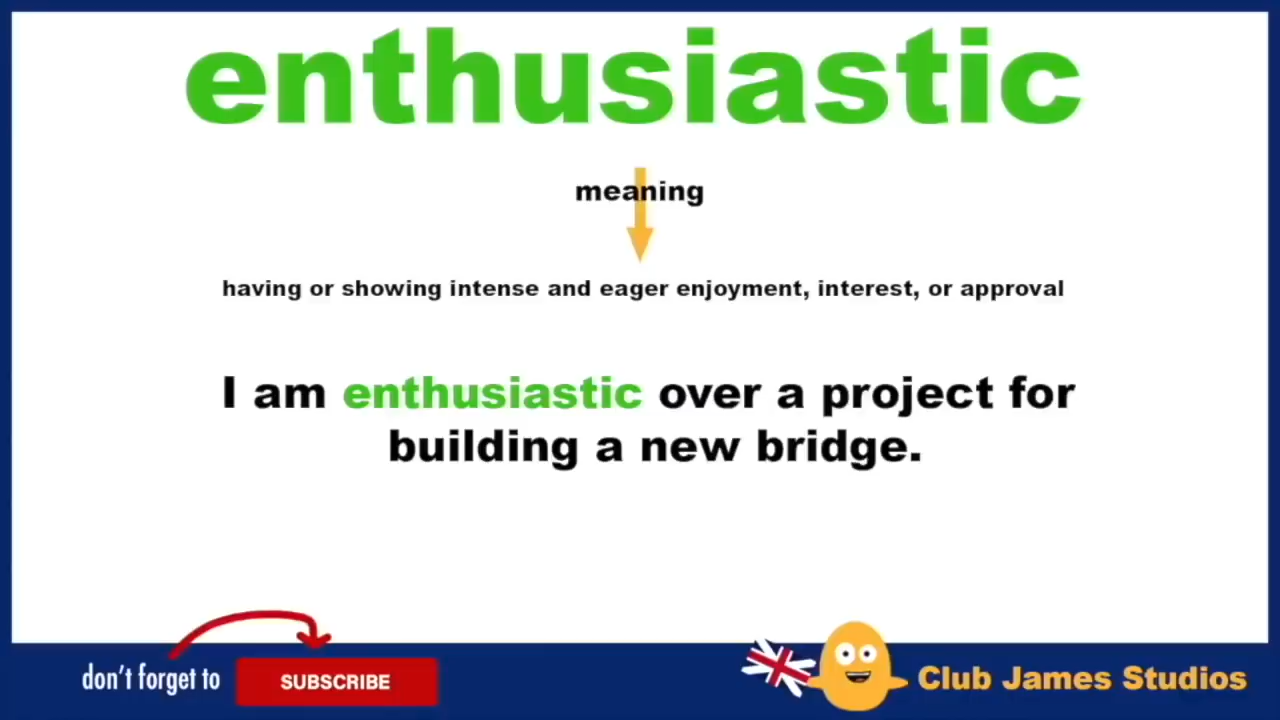 enthusiastic
meaning
having or showing intense and eager enjoyment, interest, or approval
I am enthusiastic over a project for
building a new bridge.
don't forget to
SUBSCRIBE
Club James Studios